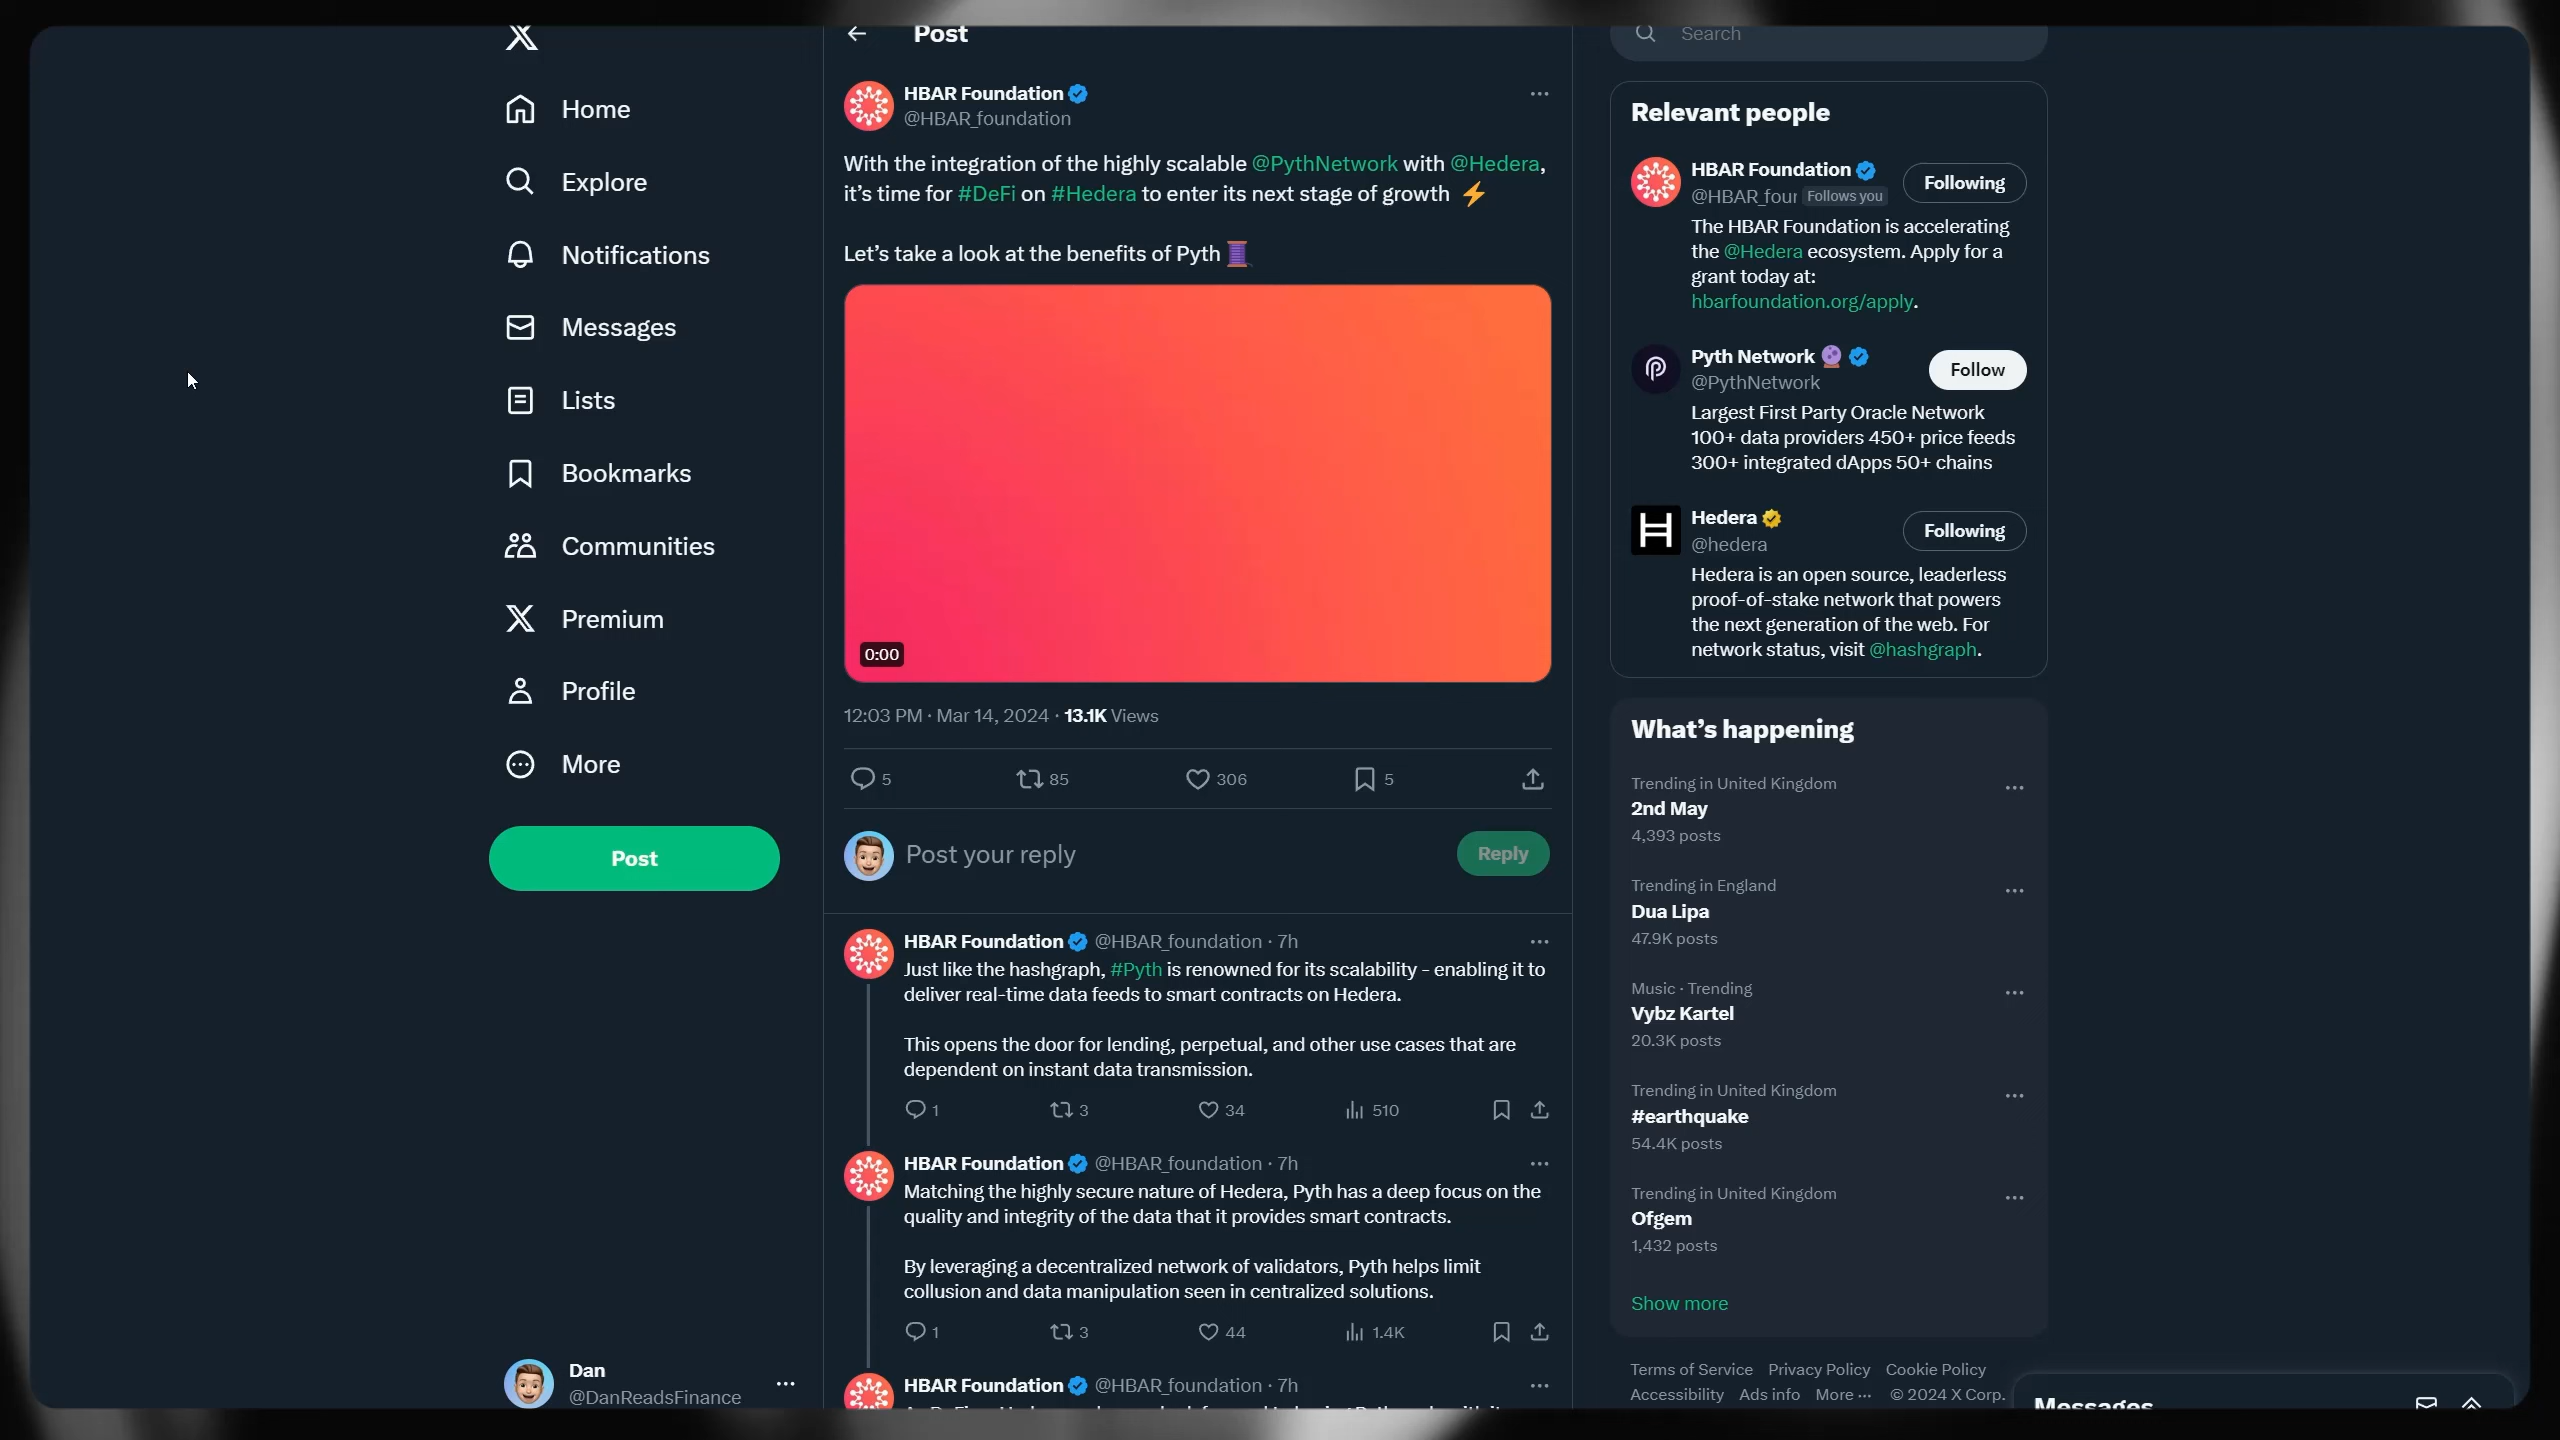 Home
Explore
Notifications
Messages
Lists
Bookmarks
Communities
Premium
Profile
More
Post
Dan
@DanReadsFinance
Post
HBAR Foundation
@HBAR_foundation
With the integration of the highly scalable @PythNetwork with @Hedera,
it's time for #DeFi on #Hedera to enter its next stage of growth ⚡
Let's take a look at the benefits of Pyth 🧵
0:00
12:03 PM · Mar 14, 2024 · 13.1K Views
5 85 306 5
Post your reply
Reply
HBAR Foundation @HBAR_foundation · 7h
Just like the hashgraph, #Pyth is renowned for its scalability - enabling it to
deliver real-time data feeds to smart contracts on Hedera.
This opens the door for lending, perpetual, and other use cases that are
dependent on instant data transmission.
1 3 34 510
HBAR Foundation @HBAR_foundation · 7h
Matching the highly secure nature of Hedera, Pyth has a deep focus on the
quality and integrity of the data that it provides smart contracts.
By leveraging a decentralized network of validators, Pyth helps limit
collusion and data manipulation seen in centralized solutions.
1 3 44 1.4K
HBAR Foundation @HBAR_foundation · 7h
Search
Relevant people
HBAR Foundation
Following
@HBAR_four Follows you
The HBAR Foundation is accelerating
the @Hedera ecosystem. Apply for a
grant today at:
hbarfoundation.org/apply.
Pyth Network 🔮
Follow
@PythNetwork
Largest First Party Oracle Network
100+ data providers 450+ price feeds
300+ integrated dApps 50+ chains
Hedera
Following
@hedera
Hedera is an open source, leaderless
proof-of-stake network that powers
the next generation of the web. For
network status, visit @hashgraph.
What's happening
Trending in United Kingdom
2nd May
4,393 posts
Trending in England
Dua Lipa
47.9K posts
Music · Trending
Vybz Kartel
20.3K posts
Trending in United Kingdom
#earthquake
54.4K posts
Trending in United Kingdom
Ofgem
1,432 posts
Show more
Terms of Service Privacy Policy Cookie Policy
Accessibility Ads info More ··· © 2024 X Corp.
Messages